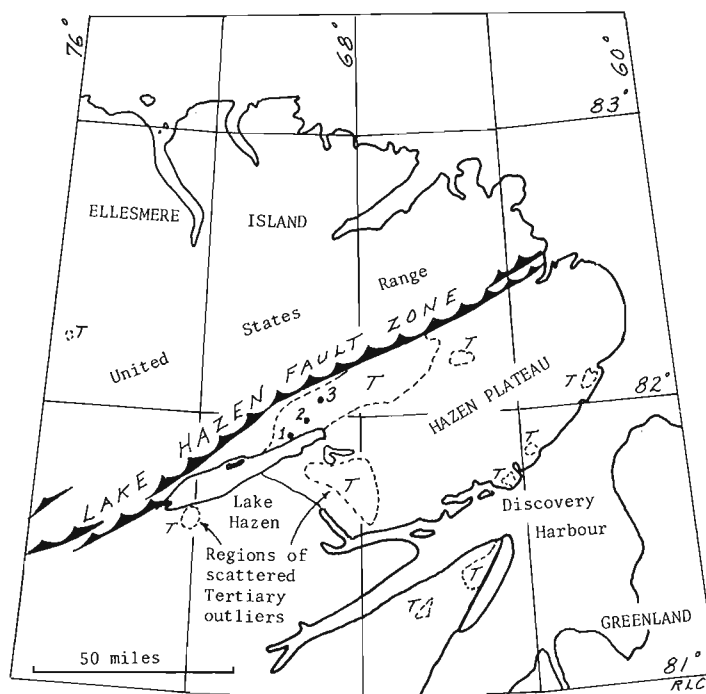 76°
68°
60°
83°
ELLESMERE
ISLAND
Range
States
United
LAKE HAZEN FAULT ZONE
T
T
T
T
82°
HAZEN PLATEAU
3
2
1
T
T
T
Lake
Hazen
T
Discovery
Harbour
Regions of
scattered
Tertiary
outliers
T
T
GREENLAND
50 miles
81°
RLC